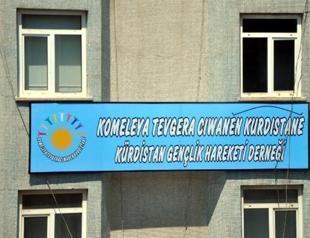 KOMELEYA TEVGERA CIWANÊN KURDISTANÊ
KÜRDİSTAN GENÇLİK HAREKETİ DERNEĞİ